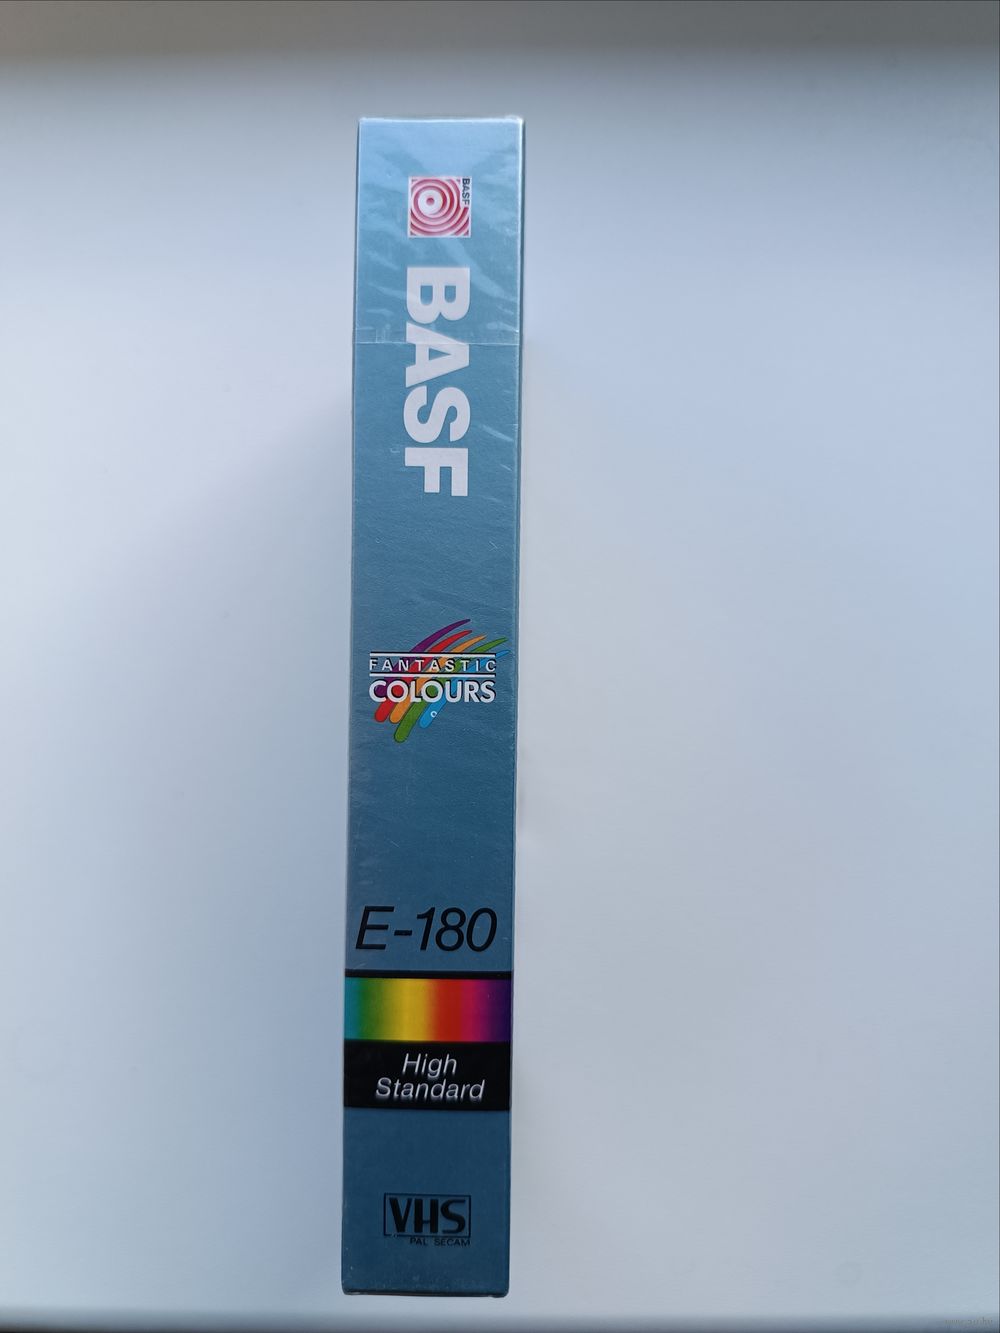 BASF
BASF
FANTASTIC
COLOURS
E-180
High
Standard
VHS
PAL SECAM